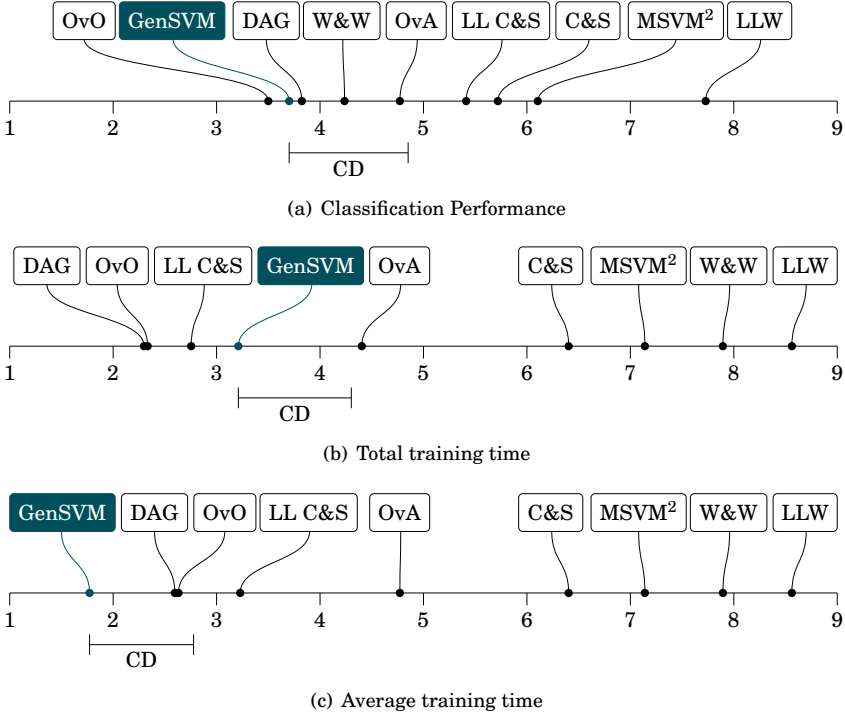 OvO GenSVM DAG W&W OvA LL C&S C&S MSVM² LLW
1 2 3 4 5 6 7 8 9
CD
(a) Classification Performance
DAG OvO LL C&S GenSVM OvA C&S MSVM² W&W LLW
1 2 3 4 5 6 7 8 9
CD
(b) Total training time
GenSVM DAG OvO LL C&S OvA C&S MSVM² W&W LLW
1 2 3 4 5 6 7 8 9
CD
(c) Average training time